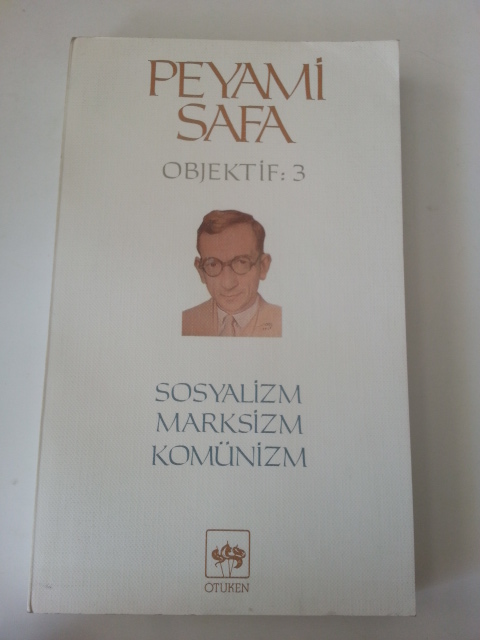 PEYAMİ
SAFA
OBJEKTİF: 3
SOSYALİZM
MARKSİZM
KOMÜNİZM
ÖTÜKEN